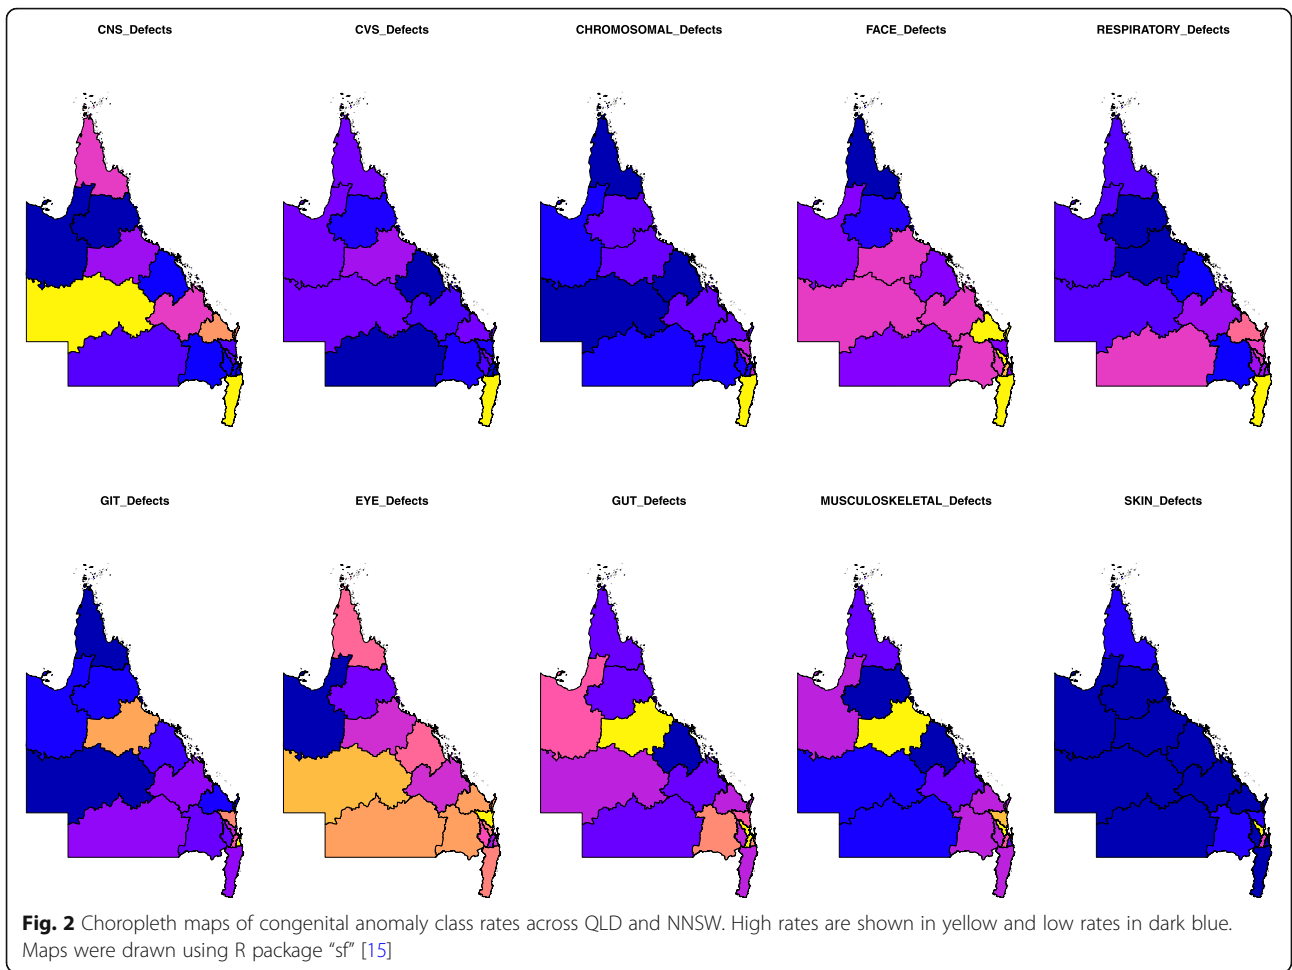 CNS_Defects
CVS_Defects
CHROMOSOMAL_Defects
FACE_Defects
RESPIRATORY_Defects
GIT_Defects
EYE_Defects
GUT_Defects
MUSCULOSKELETAL_Defects
SKIN_Defects
Fig. 2 Choropleth maps of congenital anomaly class rates across QLD and NNSW. High rates are shown in yellow and low rates in dark blue.
Maps were drawn using R package “sf” [15]